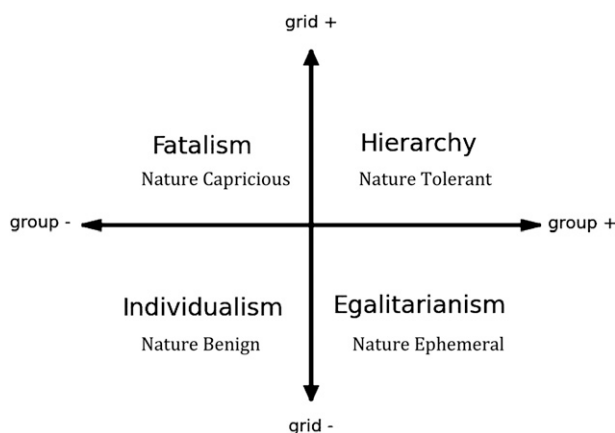 grid +
Fatalism
Hierarchy
Nature Capricious
Nature Tolerant
group -
group +
Individualism
Egalitarianism
Nature Benign
Nature Ephemeral
grid -